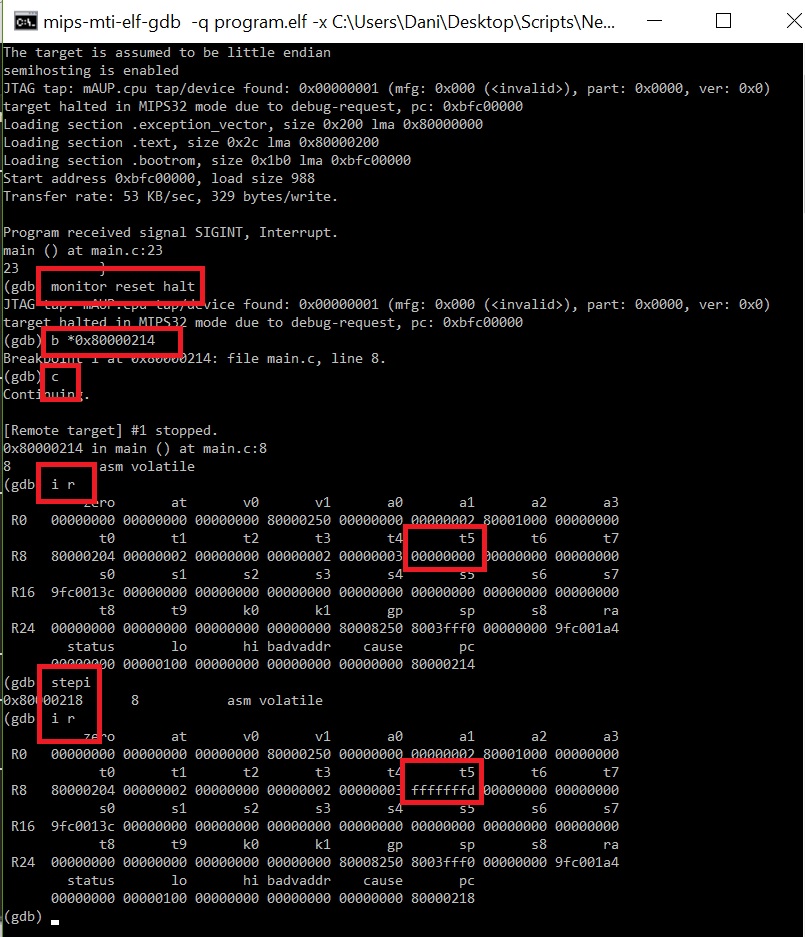 mips-mti-elf-gdb -q program.elf -x C:\Users\Dani\Desktop\Scripts\Ne...
The target is assumed to be little endian
semihosting is enabled
JTAG tap: mAUP.cpu tap/device found: 0x00000001 (mfg: 0x000 (<invalid>), part: 0x0000, ver: 0x0)
target halted in MIPS32 mode due to debug-request, pc: 0xbfc00000
Loading section .exception_vector, size 0x200 lma 0x80000000
Loading section .text, size 0x2c lma 0x80000200
Loading section .bootrom, size 0x1b0 lma 0xbfc00000
Start address 0xbfc00000, load size 988
Transfer rate: 53 KB/sec, 329 bytes/write.
Program received signal SIGINT, Interrupt.
main () at main.c:23
23 }
(gdb) monitor reset halt
JTAG tap: mAUP.cpu tap/device found: 0x00000001 (mfg: 0x000 (<invalid>), part: 0x0000, ver: 0x0)
target halted in MIPS32 mode due to debug-request, pc: 0xbfc00000
(gdb) b *0x80000214
Breakpoint 1 at 0x80000214: file main.c, line 8.
(gdb) c
Continuing.
[Remote target] #1 stopped.
0x80000214 in main () at main.c:8
8 asm volatile
(gdb) i r
zero at v0 v1 a0 a1 a2 a3
R0 00000000 00000000 00000000 80000250 00000000 00000002 80001000 00000000
t0 t1 t2 t3 t4 t5 t6 t7
R8 80000204 00000002 00000000 00000002 00000003 00000000 00000000 00000000
s0 s1 s2 s3 s4 s5 s6 s7
R16 9fc0013c 00000000 00000000 00000000 00000000 00000000 00000000 00000000
t8 t9 k0 k1 gp sp s8 ra
R24 00000000 00000000 00000000 00000000 80008250 8003fff0 00000000 9fc001a4
status lo hi badvaddr cause pc
00000000 00000100 00000000 00000000 00000000 80000214
(gdb) stepi
0x80000218 8 asm volatile
(gdb) i r
zero at v0 v1 a0 a1 a2 a3
R0 00000000 00000000 00000000 80000250 00000000 00000002 80001000 00000000
t0 t1 t2 t3 t4 t5 t6 t7
R8 80000204 00000002 00000000 00000002 00000003 fffffffd 00000000 00000000
s0 s1 s2 s3 s4 s5 s6 s7
R16 9fc0013c 00000000 00000000 00000000 00000000 00000000 00000000 00000000
t8 t9 k0 k1 gp sp s8 ra
R24 00000000 00000000 00000000 00000000 80008250 8003fff0 00000000 9fc001a4
status lo hi badvaddr cause pc
00000000 00000100 00000000 00000000 00000000 80000218
(gdb)